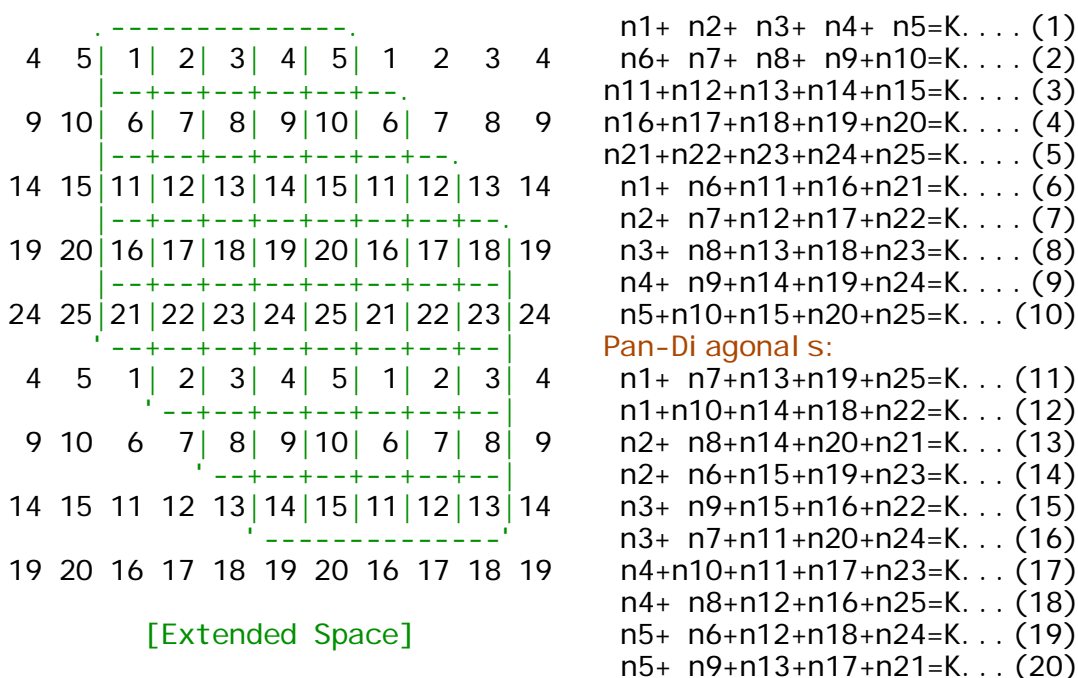 .---------------.
4 5| 1| 2| 3| 4| 5| 1 2 3 4
|--+--+--+--+--+--.
9 10| 6| 7| 8| 9|10| 6| 7 8 9
|--+--+--+--+--+--+--.
14 15|11|12|13|14|15|11|12|13 14
|--+--+--+--+--+--+--+--.
19 20|16|17|18|19|20|16|17|18|19
|--+--+--+--+--+--+--+--|
24 25|21|22|23|24|25|21|22|23|24
'--+--+--+--+--+--+--+--|
4 5 1| 2| 3| 4| 5| 1| 2| 3| 4
'--+--+--+--+--+--+--|
9 10 6 7| 8| 9|10| 6| 7| 8| 9
'--+--+--+--+--+--|
14 15 11 12 13|14|15|11|12|13|14
'--------------'
19 20 16 17 18 19 20 16 17 18 19
[Extended Space]
n1+ n2+ n3+ n4+ n5=K....(1)
n6+ n7+ n8+ n9+n10=K....(2)
n11+n12+n13+n14+n15=K....(3)
n16+n17+n18+n19+n20=K....(4)
n21+n22+n23+n24+n25=K....(5)
n1+ n6+n11+n16+n21=K....(6)
n2+ n7+n12+n17+n22=K....(7)
n3+ n8+n13+n18+n23=K....(8)
n4+ n9+n14+n19+n24=K....(9)
n5+n10+n15+n20+n25=K...(10)
Pan-Diagonals:
n1+ n7+n13+n19+n25=K...(11)
n1+n10+n14+n18+n22=K...(12)
n2+ n8+n14+n20+n21=K...(13)
n2+ n6+n15+n19+n23=K...(14)
n3+ n9+n15+n16+n22=K...(15)
n3+ n7+n11+n20+n24=K...(16)
n4+n10+n11+n17+n23=K...(17)
n4+ n8+n12+n16+n25=K...(18)
n5+ n6+n12+n18+n24=K...(19)
n5+ n9+n13+n17+n21=K...(20)